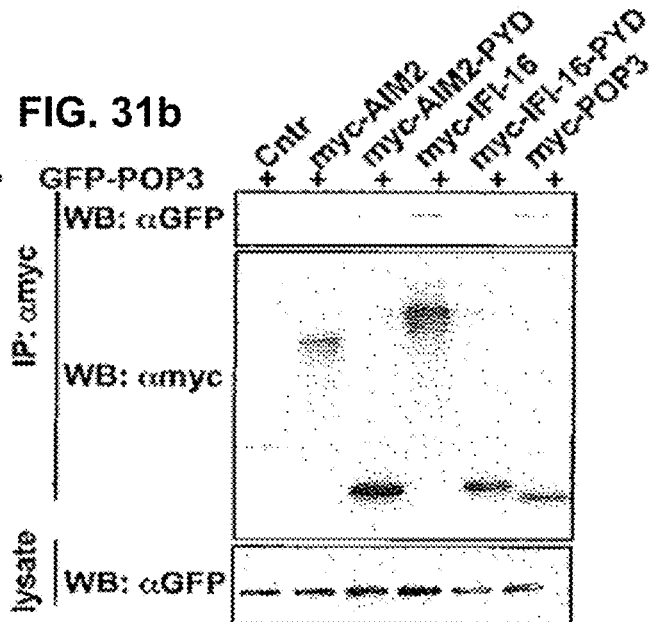 FIG. 31b
Cntr
myc-AIM2
myc-AIM2-PYD
myc-IFI-16
myc-IFI-16-PYD
myc-POP3
GFP-POP3 + + + + + +
IP: αmyc
WB: αGFP
WB: αmyc
lysate
WB: αGFP